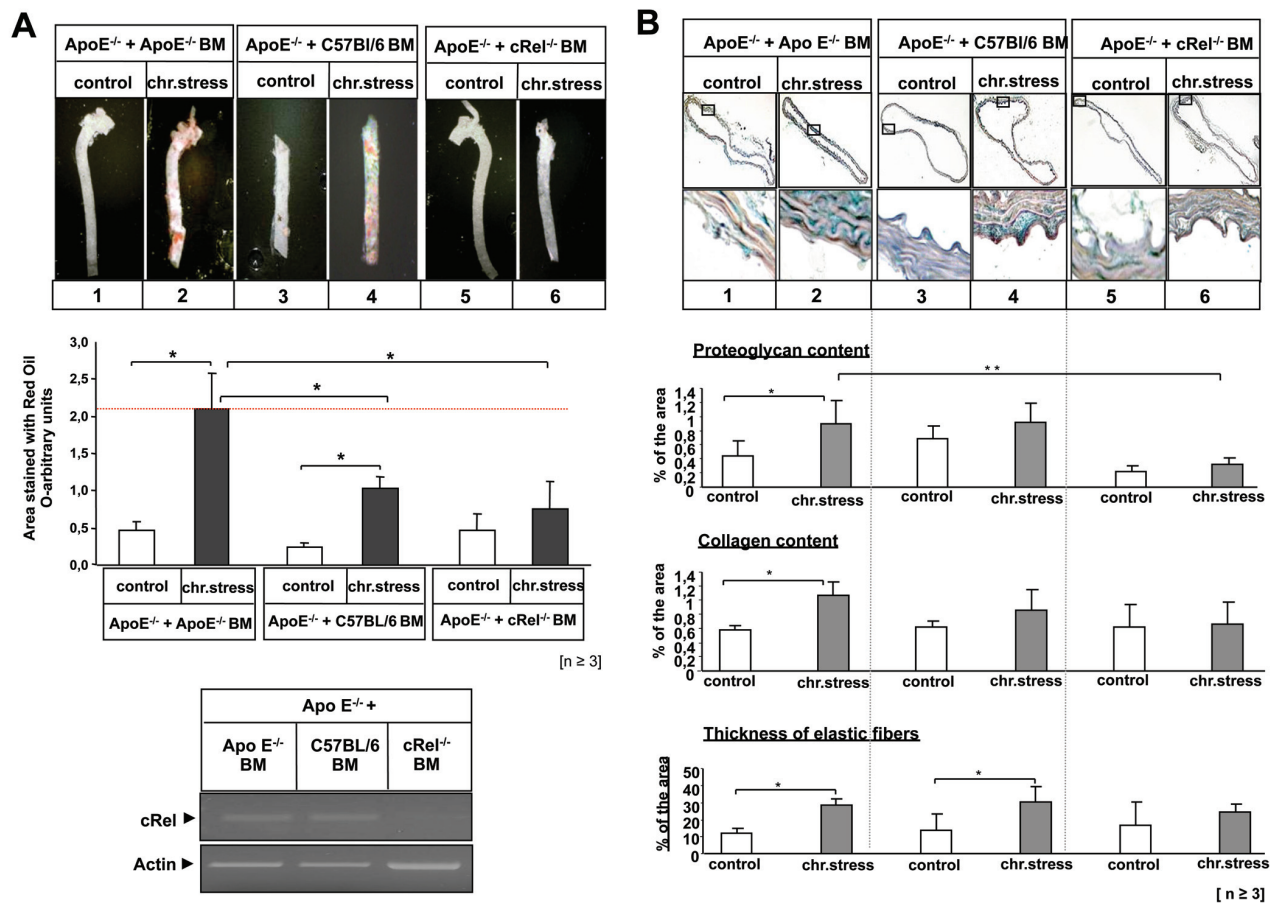 A
ApoE-/- + ApoE-/- BM
ApoE-/- + C57Bl/6 BM
ApoE-/- + cRel-/- BM
control
chr.stress
control
chr.stress
control
chr.stress
1
2
3
4
5
6
Area stained with Red Oil
O-arbitrary units
3,0
2,5
2,0
1,5
1,0
0,5
0,0
*
*
*
*
control
chr.stress
control
chr.stress
control
chr.stress
ApoE-/- + ApoE-/- BM
ApoE-/- + C57BL/6 BM
ApoE-/- + cRel-/- BM
[n ≥ 3]
Apo E-/- +
Apo E-/-
BM
C57BL/6
BM
cRel-/-
BM
cRel ►
Actin ►
B
ApoE-/- + Apo E-/- BM
ApoE-/- + C57Bl/6 BM
ApoE-/- + cRel-/- BM
control
chr.stress
control
chr.stress
control
chr.stress
1
2
3
4
5
6
Proteoglycan content
% of the area
1,4
1,2
1
0,8
0,6
0,4
0,2
0
*
* *
control
chr.stress
control
chr.stress
control
chr.stress
Collagen content
% of the area
1,4
1,2
1
0,8
0,6
0,4
0,2
0
*
control
chr.stress
control
chr.stress
control
chr.stress
Thickness of elastic fibers
% of the area
50
40
30
20
10
0
*
*
control
chr.stress
control
chr.stress
control
chr.stress
[ n ≥ 3]